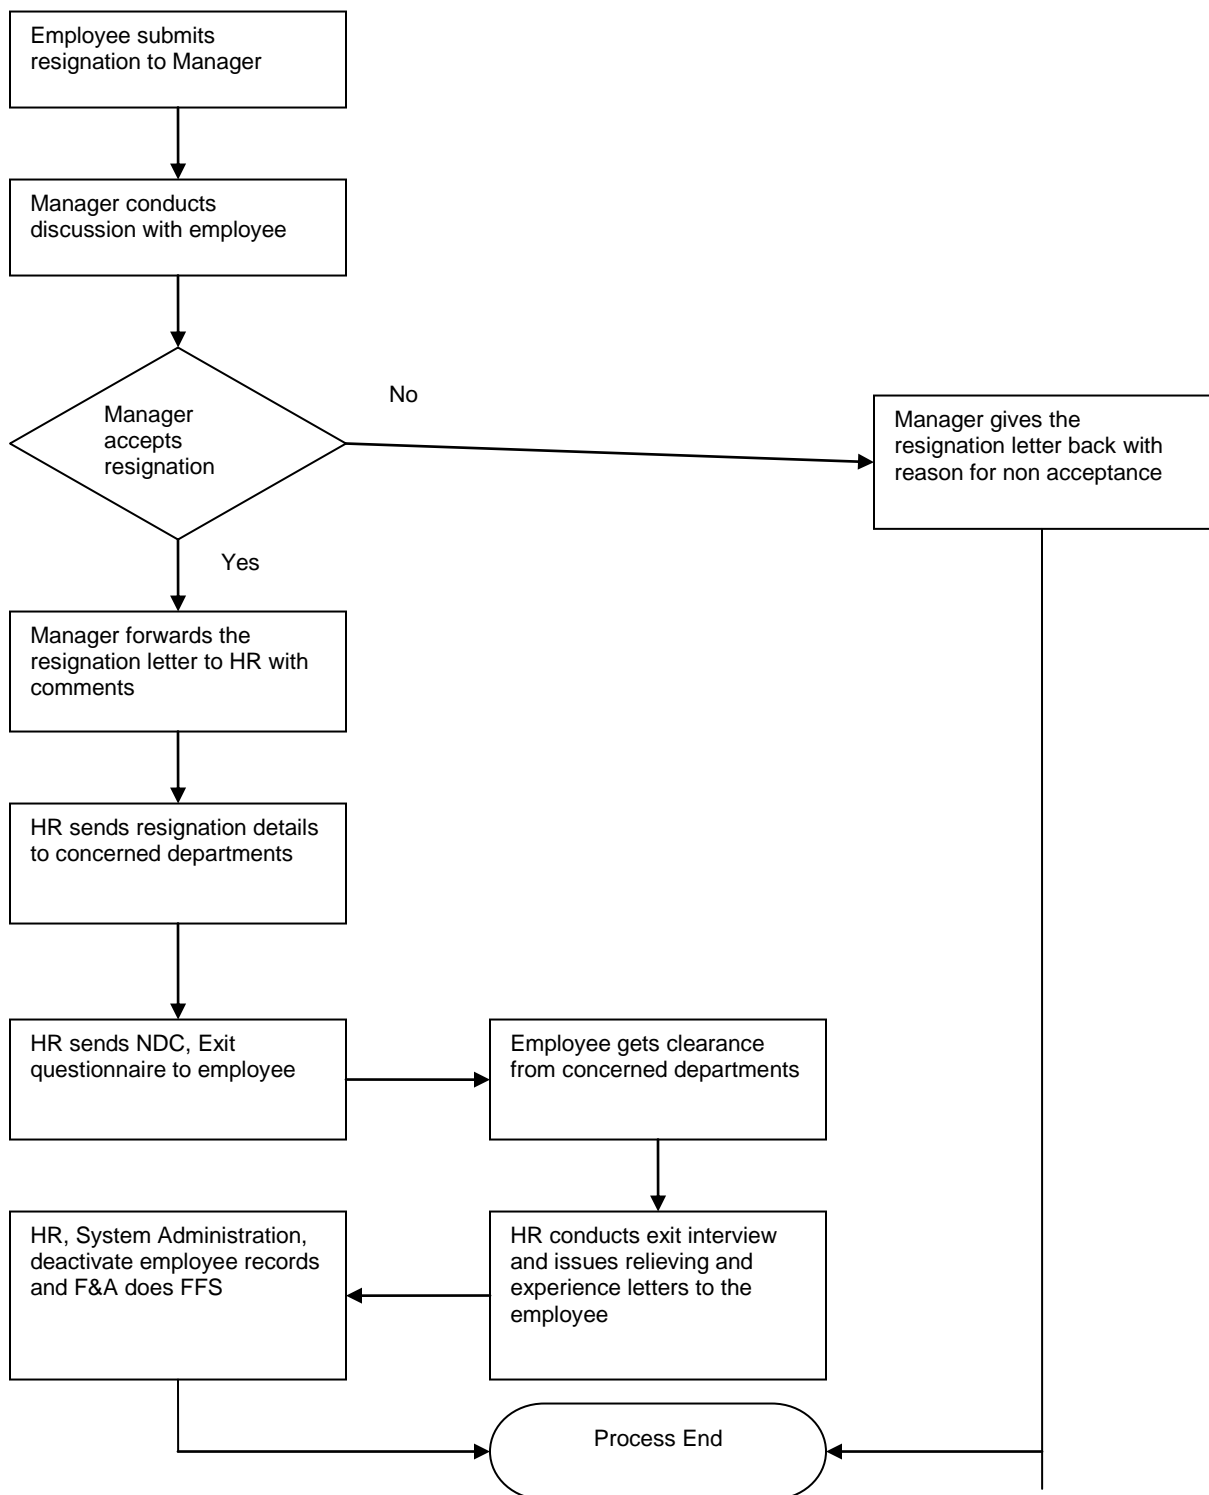 Employee submits
resignation to Manager
Manager conducts
discussion with employee
Manager
accepts
resignation
No
Manager gives the
resignation letter back with
reason for non acceptance
Yes
Manager forwards the
resignation letter to HR with
comments
HR sends resignation details
to concerned departments
HR sends NDC, Exit
questionnaire to employee
Employee gets clearance
from concerned departments
HR conducts exit interview
and issues relieving and
experience letters to the
employee
HR, System Administration,
deactivate employee records
and F&A does FFS
Process End